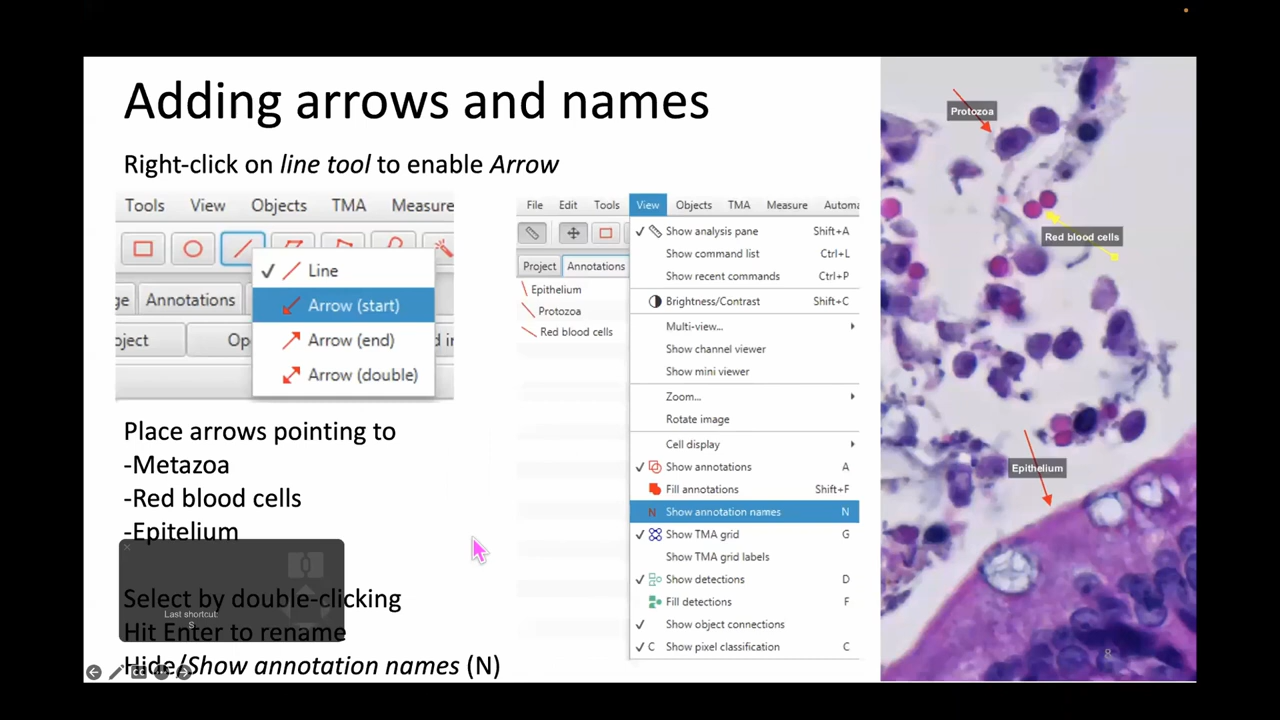 Adding arrows and names
Right-click on line tool to enable Arrow
Tools View Objects TMA Measure
Line
Arrow (start)
Arrow (end)
Arrow (double)
Annotations
Place arrows pointing to
-Metazoa
-Red blood cells
-Epitelium
Select by double-clicking
Hit Enter to rename
Hide/Show annotation names (N)
Last shortcut:
S
File Edit Tools View Objects TMA Measure Automa
Project Annotations
Epithelium
Protozoa
Red blood cells
Show analysis pane Shift+A
Show command list Ctrl+L
Show recent commands Ctrl+P
Brightness/Contrast Shift+C
Multi-view...
Show channel viewer
Show mini viewer
Zoom...
Rotate image
Cell display
Show annotations A
Fill annotations Shift+F
N Show annotation names N
Show TMA grid G
Show TMA grid labels
Show detections D
Fill detections F
Show object connections
C Show pixel classification C
Protozoa
Red blood cells
Epithelium
8